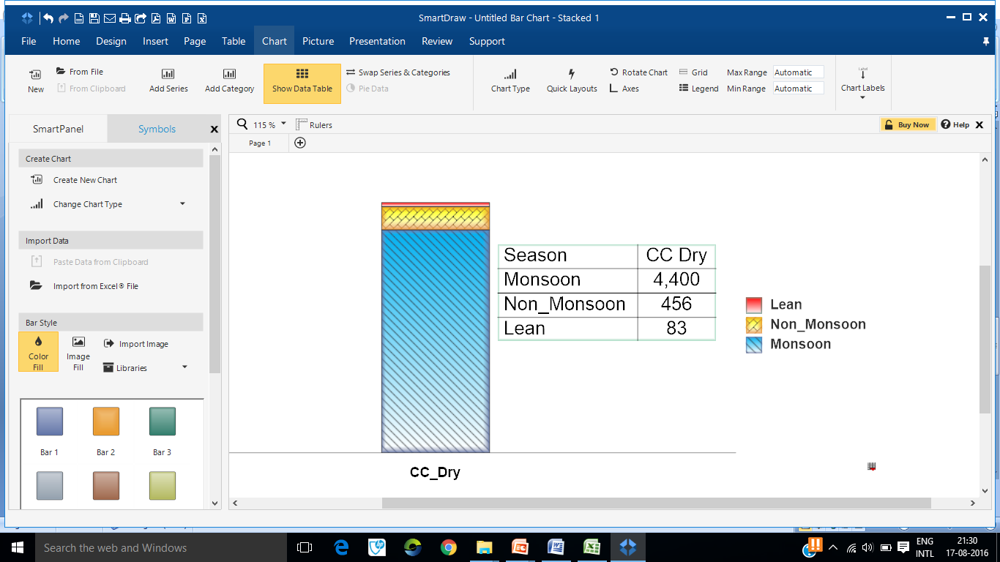 SmartDraw - Untitled Bar Chart - Stacked 1
File Home Design Insert Page Table Chart Picture Presentation Review Support
New
From File
From Clipboard
Add Series
Add Category
Show Data Table
Swap Series & Categories
Pie Data
Chart Type
Quick Layouts
Rotate Chart
Axes
Grid
Legend
Max Range Automatic
Min Range Automatic
Label
Chart Labels
SmartPanel
Symbols
115 %
Rulers
Buy Now
Help
Page 1
Create Chart
Create New Chart
Change Chart Type
Import Data
Paste Data from Clipboard
Import from Excel® File
Bar Style
Color
Fill
Image
Fill
Import Image
Libraries
Bar 1 Bar 2 Bar 3
Season CC Dry
Monsoon 4,400
Non_Monsoon 456
Lean 83
Lean
Non_Monsoon
Monsoon
CC_Dry
Search the web and Windows
ENG
INTL
21:30
17-08-2016